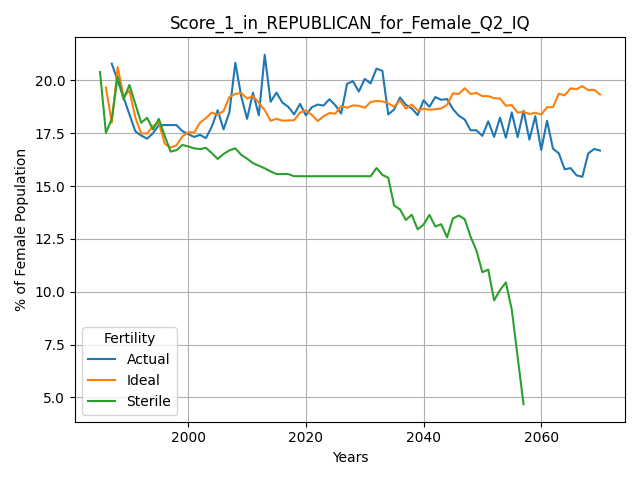 Score_1_in_REPUBLICAN_for_Female_Q2_IQ
% of Female Population
20.0
17.5
15.0
12.5
10.0
7.5
5.0
Fertility
Actual
Ideal
Sterile
2000 2020 2040 2060
Years